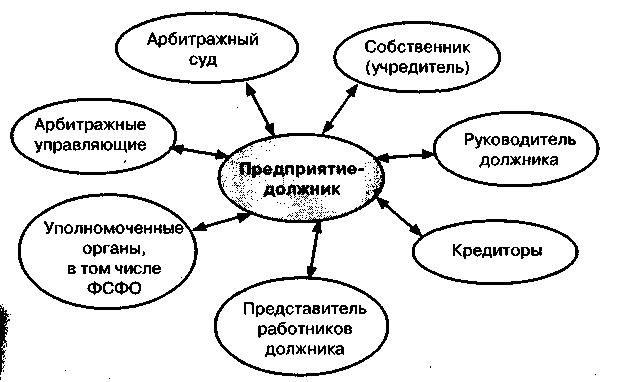 Арбитражный
суд
Собственник
(учредитель)
Арбитражные
управляющие
Руководитель
должника
Предприятие-
должник
Уполномоченные
органы,
в том числе
ФСФО
Кредиторы
Представитель
работников
должника